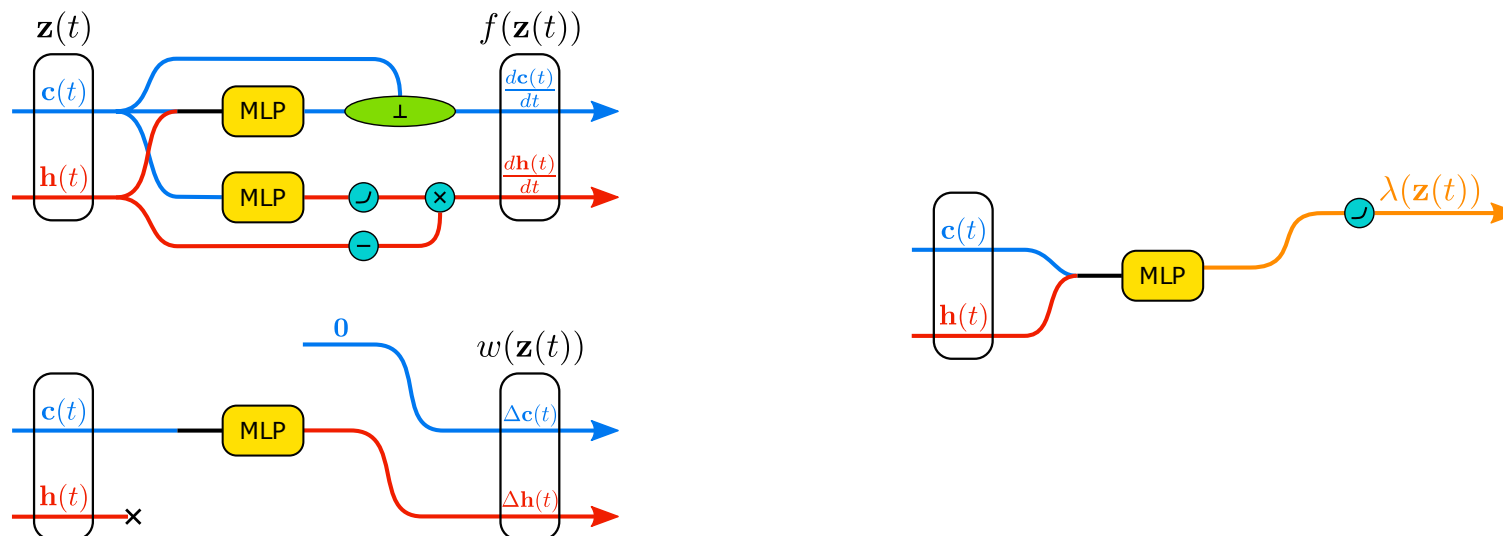 𝐳(t) f(𝐳(t))
𝐜(t) MLP ⊥ d𝐜(t)/dt
𝐡(t) MLP × d𝐡(t)/dt
−
𝐜(t) MLP λ(𝐳(t))
𝐡(t)
𝟎 w(𝐳(t))
𝐜(t) MLP Δ𝐜(t)
𝐡(t) × Δ𝐡(t)